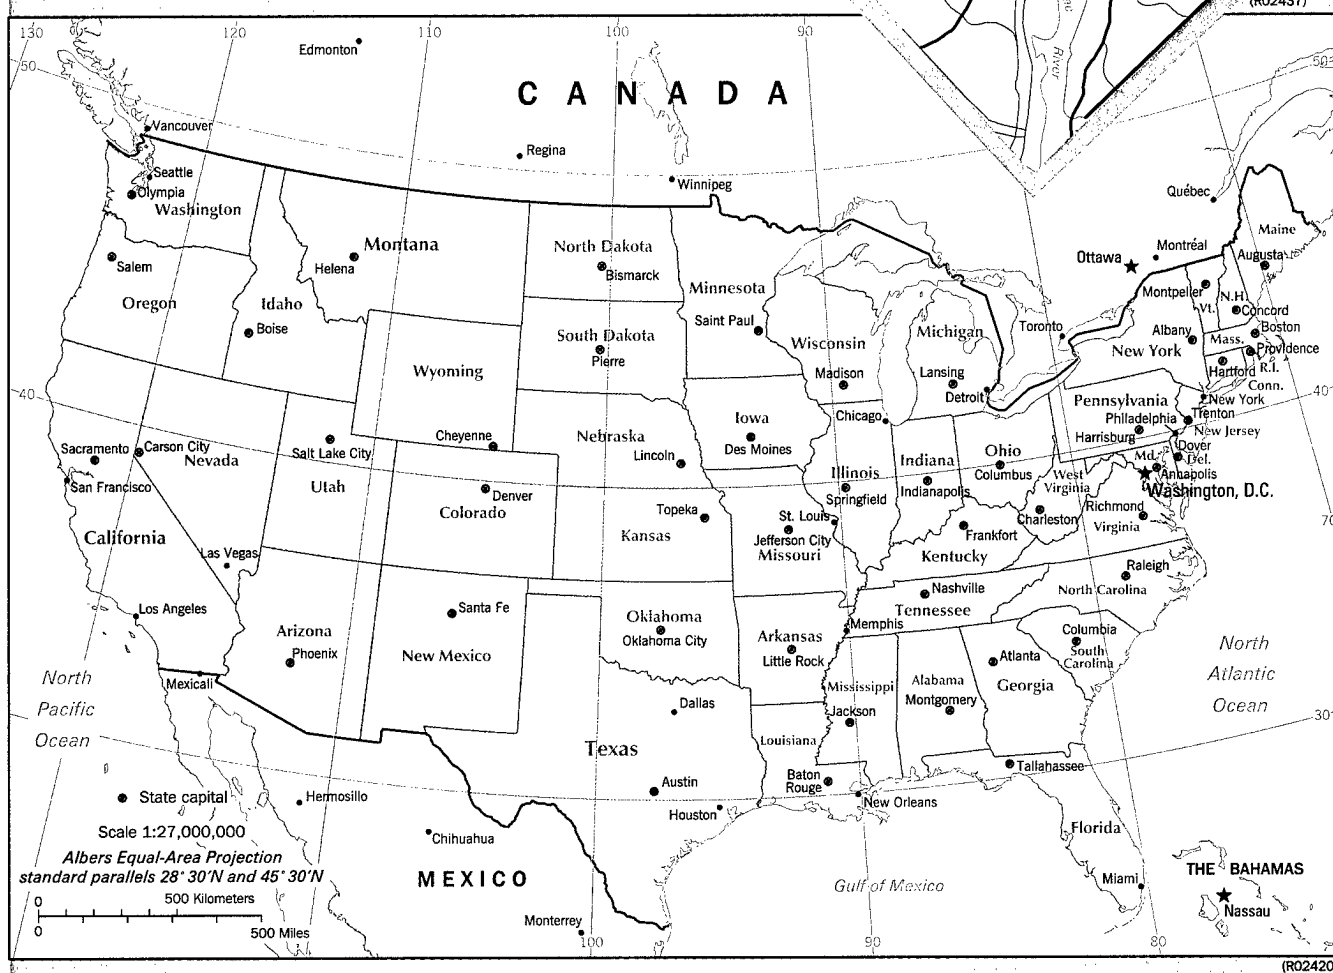 (R02437)
130
120
110
100
90
50
50
River
Edmonton
CANADA
Vancouver
Regina
Winnipeg
Seattle
Olympia
Washington
Québec
Maine
Montana
North Dakota
Ottawa
Montréal
Augusta
Salem
Helena
Bismarck
Minnesota
Montpelier
N.H.
Vt.
Concord
Oregon
Idaho
Boise
South Dakota
Pierre
Saint Paul
Wisconsin
Michigan
Toronto
Albany
New York
Mass.
Boston
Providence
Hartford
R.I.
Conn.
Wyoming
Madison
Lansing
Detroit
40
40
Pennsylvania
New York
Philadelphia
Trenton
Harrisburg
New Jersey
Chicago
Iowa
Des Moines
Nebraska
Lincoln
Cheyenne
Sacramento
Carson City
Nevada
Salt Lake City
Utah
San Francisco
Denver
Colorado
Illinois
Springfield
Indiana
Indianapolis
Ohio
Columbus
Dover
Del.
Md.
Annapolis
West
Virginia
Washington, D.C.
Topeka
Kansas
St. Louis
Jefferson City
Missouri
Charleston
Richmond
Virginia
70
California
Las Vegas
Frankfort
Kentucky
Raleigh
North Carolina
Los Angeles
Santa Fe
Nashville
Tennessee
Memphis
Arizona
Phoenix
New Mexico
Oklahoma
Oklahoma City
Arkansas
Little Rock
Columbia
South
Carolina
Atlanta
Georgia
North
Atlantic
Ocean
North
Pacific
Ocean
Mexicali
Mississippi
Jackson
Alabama
Montgomery
Dallas
Texas
Louisiana
30
Austin
Houston
Baton
Rouge
New Orleans
Tallahassee
Florida
State capital
Hermosillo
Chihuahua
Scale 1:27,000,000
Albers Equal-Area Projection
standard parallels 28°30'N and 45°30'N
MEXICO
Gulf of Mexico
Miami
THE BAHAMAS
Nassau
0
500 Kilometers
0
500 Miles
Monterrey
100
90
80
(R02420